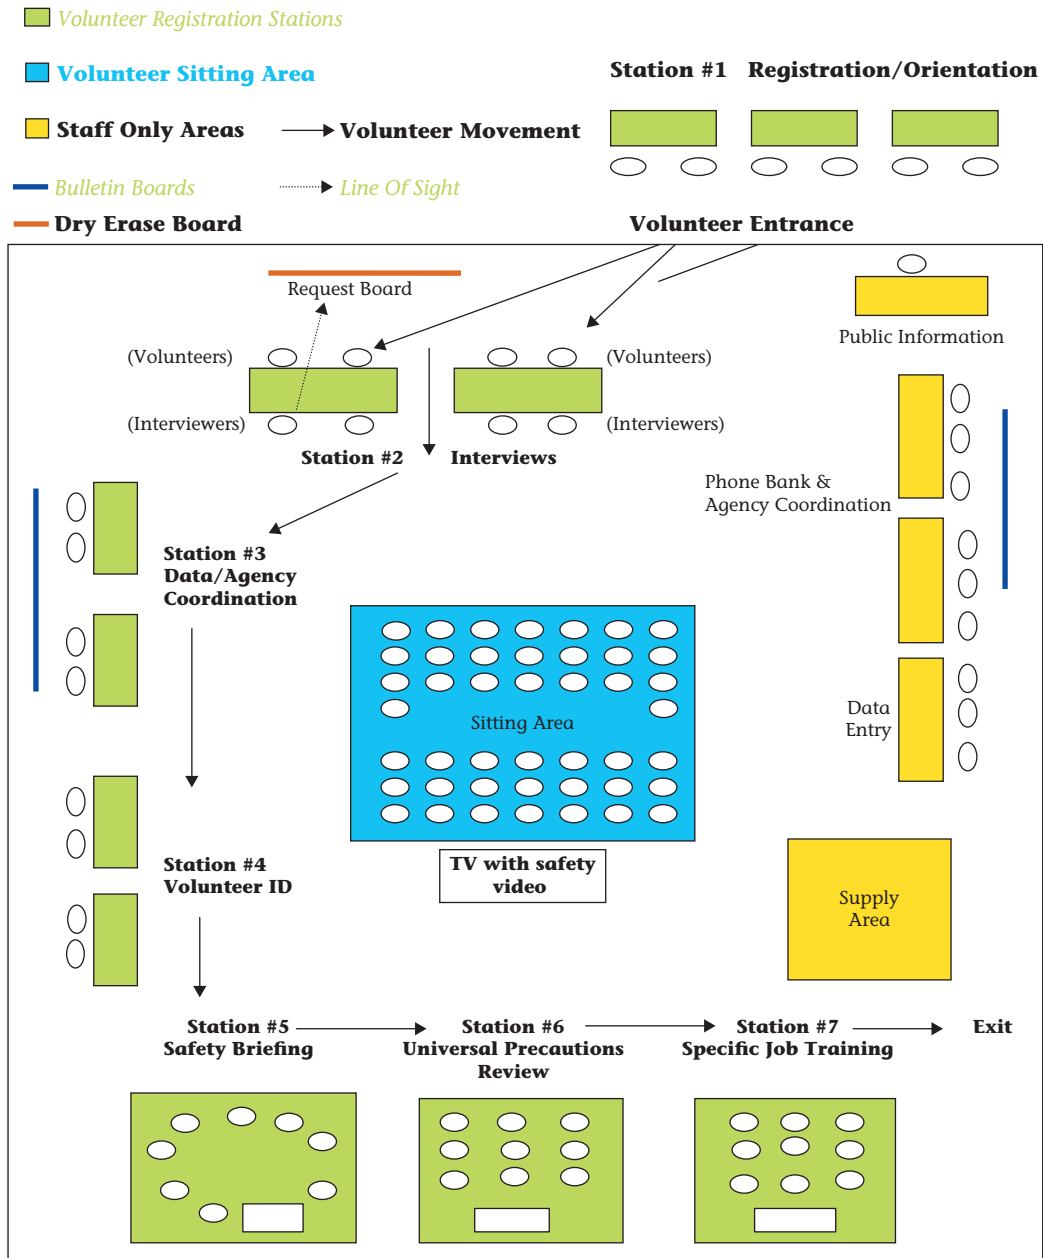 Volunteer Registration Stations
Volunteer Sitting Area
Station #1 Registration/Orientation
Staff Only Areas
Volunteer Movement
Bulletin Boards
Line Of Sight
Dry Erase Board
Volunteer Entrance
Request Board
Public Information
(Volunteers)
(Volunteers)
(Interviewers)
(Interviewers)
Station #2 Interviews
Phone Bank &
Agency Coordination
Station #3
Data/Agency
Coordination
Sitting Area
Data
Entry
TV with safety
video
Station #4
Volunteer ID
Supply
Area
Station #5
Safety Briefing
Station #6
Universal Precautions
Review
Station #7
Specific Job Training
Exit